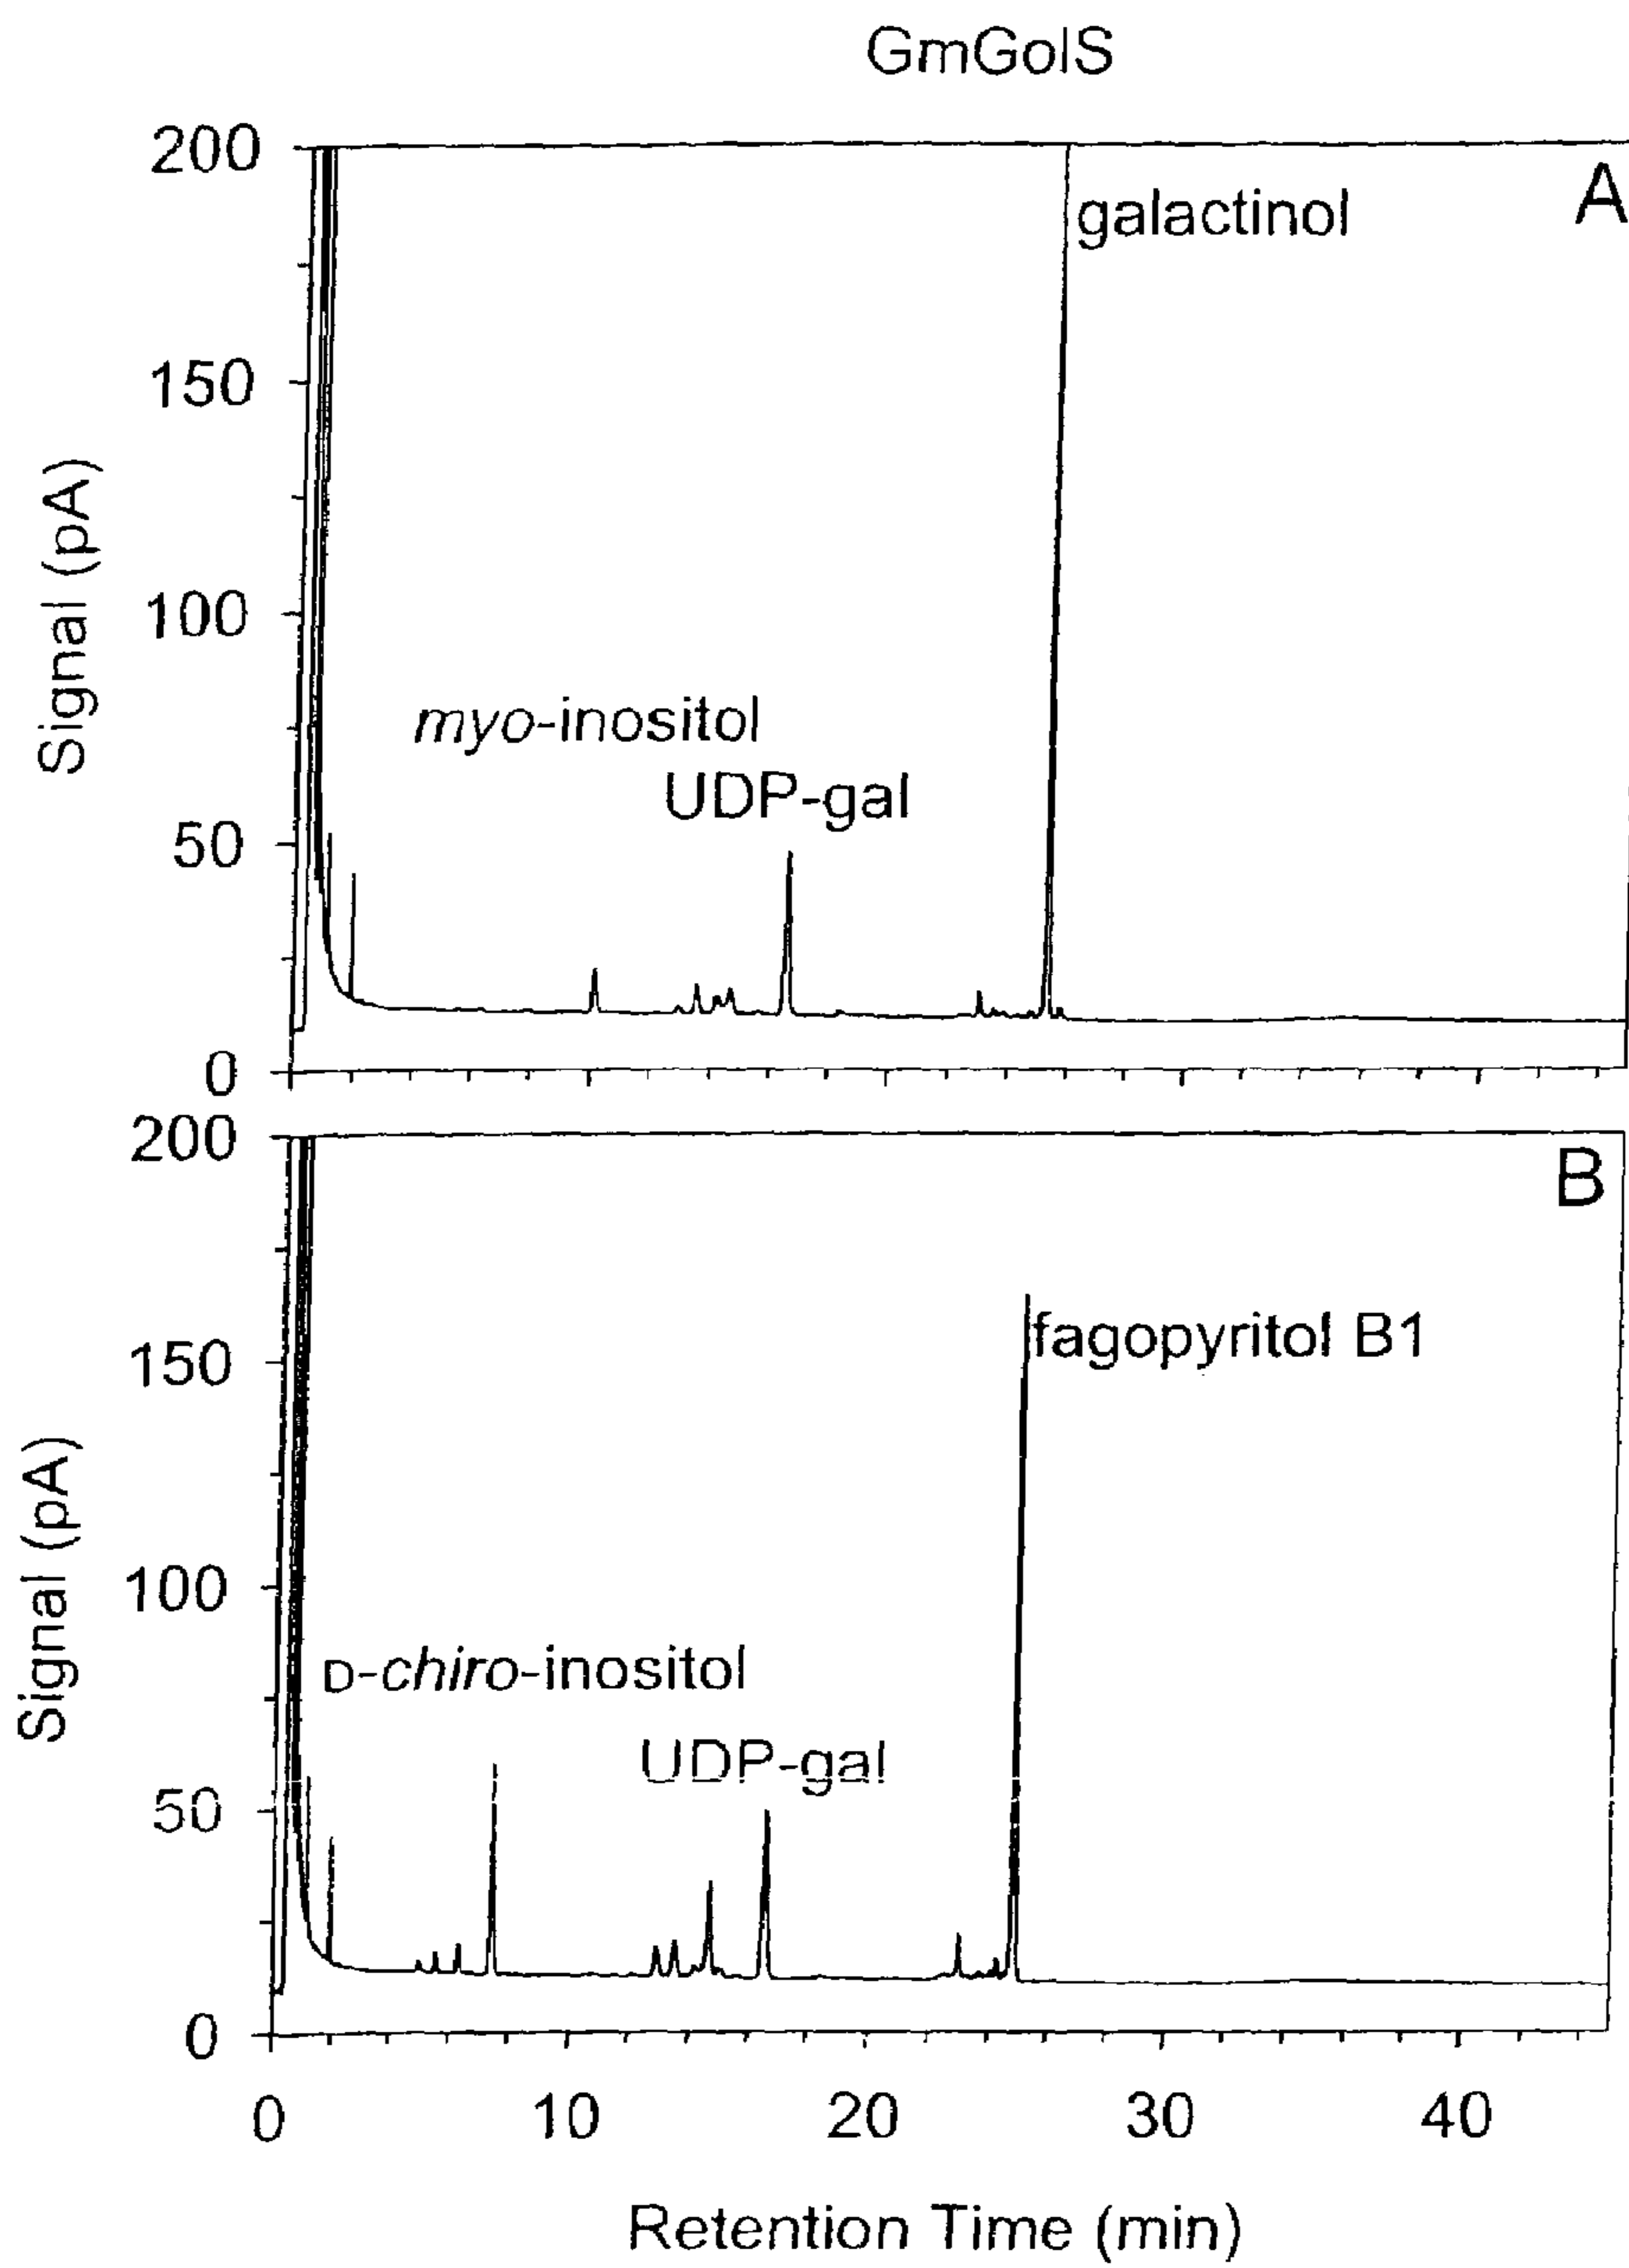 GmGolS
200
A
galactinol
150
Signal (pA)
100
myo-inositol
UDP-gal
50
0
200
B
fagopyritol B1
150
Signal (pA)
100
D-chiro-inositol
UDP-gal
50
0
0 10 20 30 40
Retention Time (min)